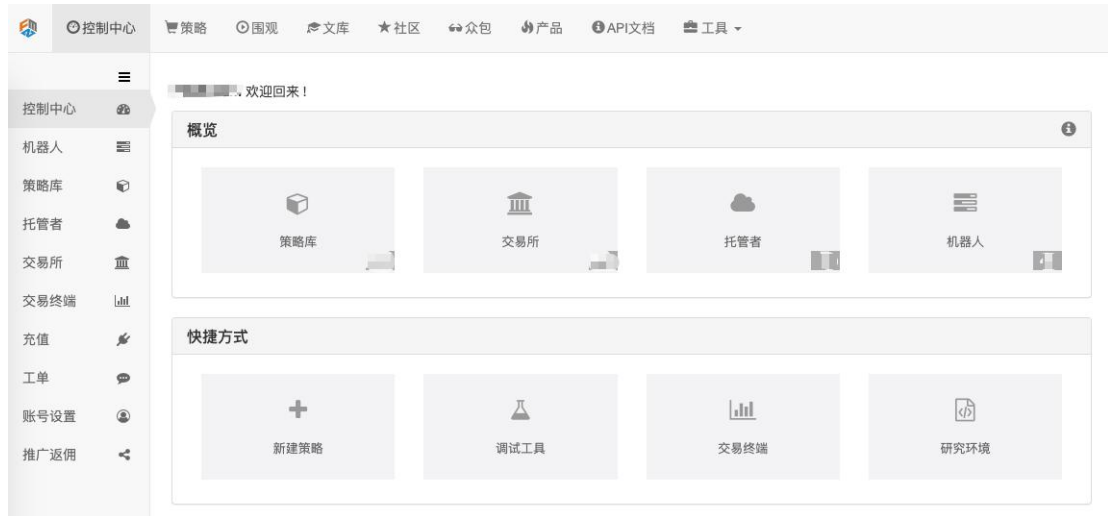 控制中心 策略 围观 文库 社区 众包 产品 API文档 工具
欢迎回来！
控制中心
机器人
策略库
托管者
交易所
交易终端
充值
工单
账号设置
推广返佣
概览
策略库 交易所 托管者 机器人
快捷方式
新建策略 调试工具 交易终端 研究环境